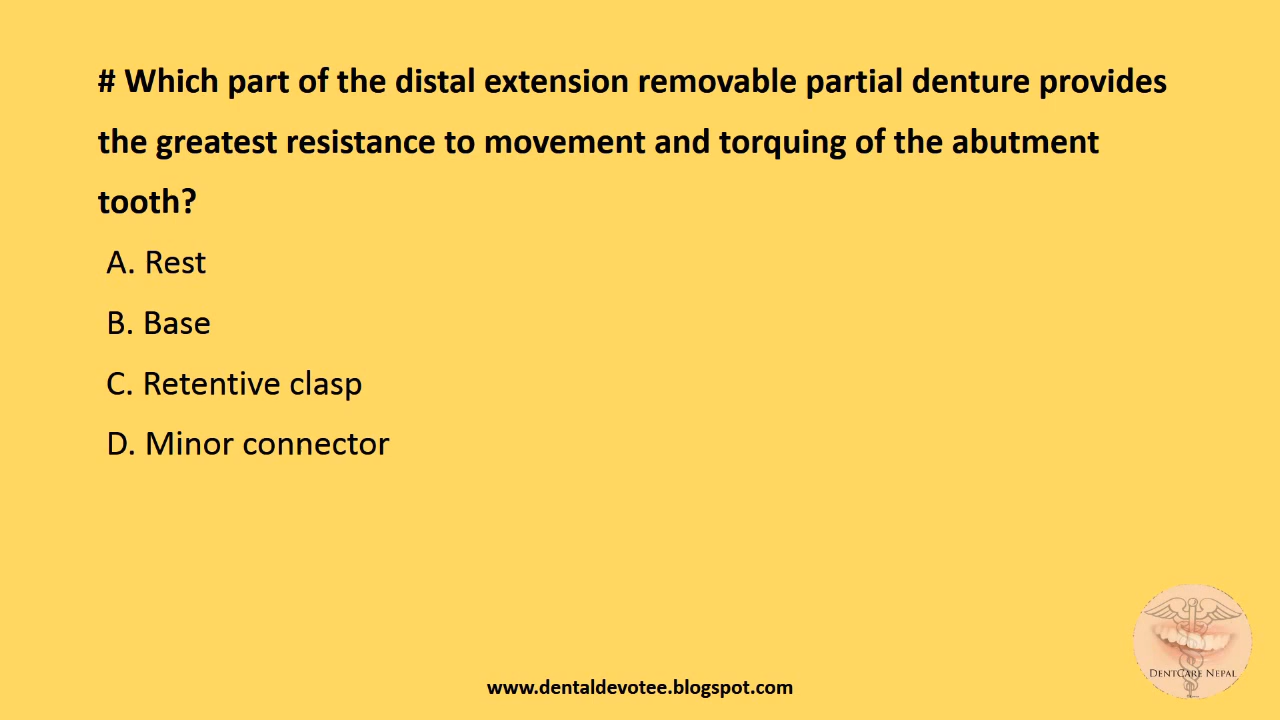 # Which part of the distal extension removable partial denture provides
the greatest resistance to movement and torquing of the abutment
tooth?
A. Rest
B. Base
C. Retentive clasp
D. Minor connector
DentCare Nepal
www.dentaldevotee.blogspot.com